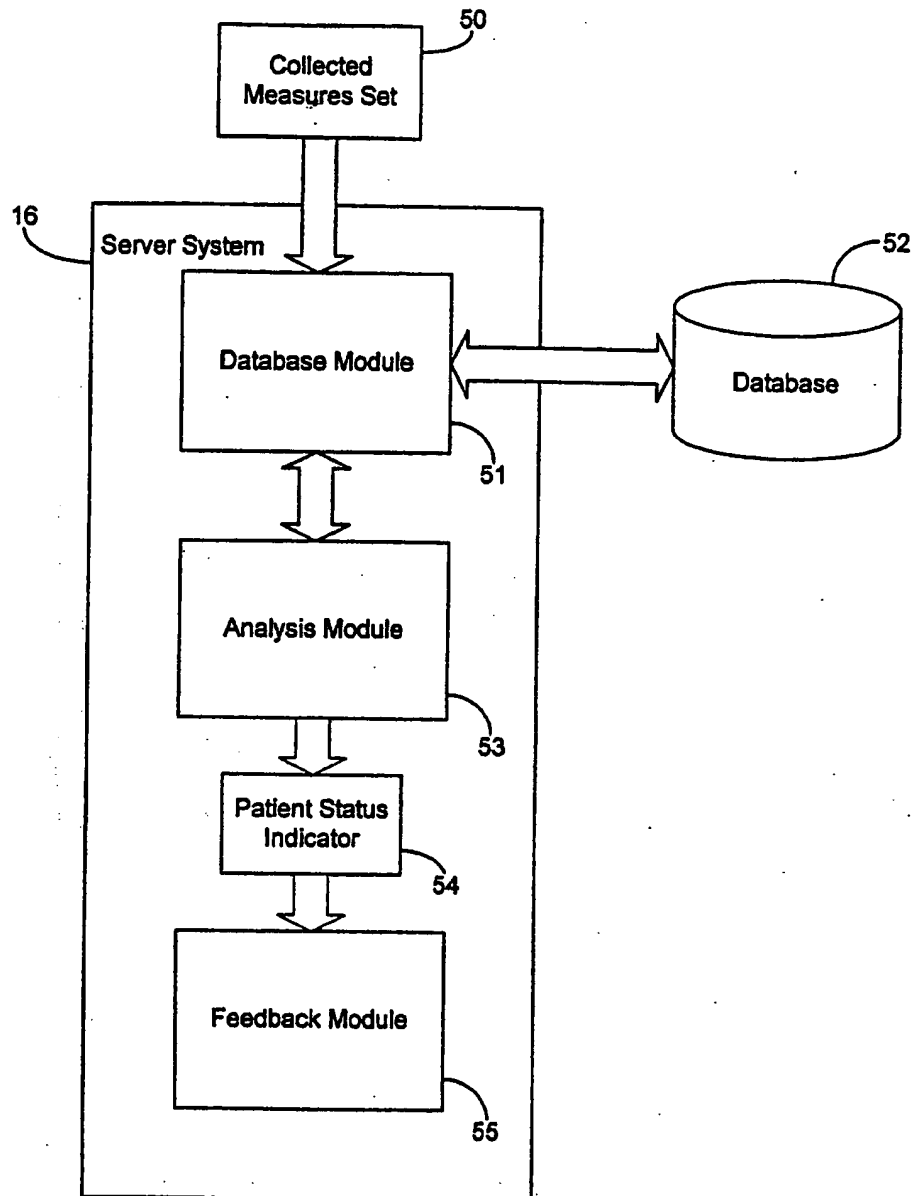 50
Collected
Measures Set
16
Server System
52
Database Module
Database
51
Analysis Module
53
Patient Status
Indicator
54
Feedback Module
55